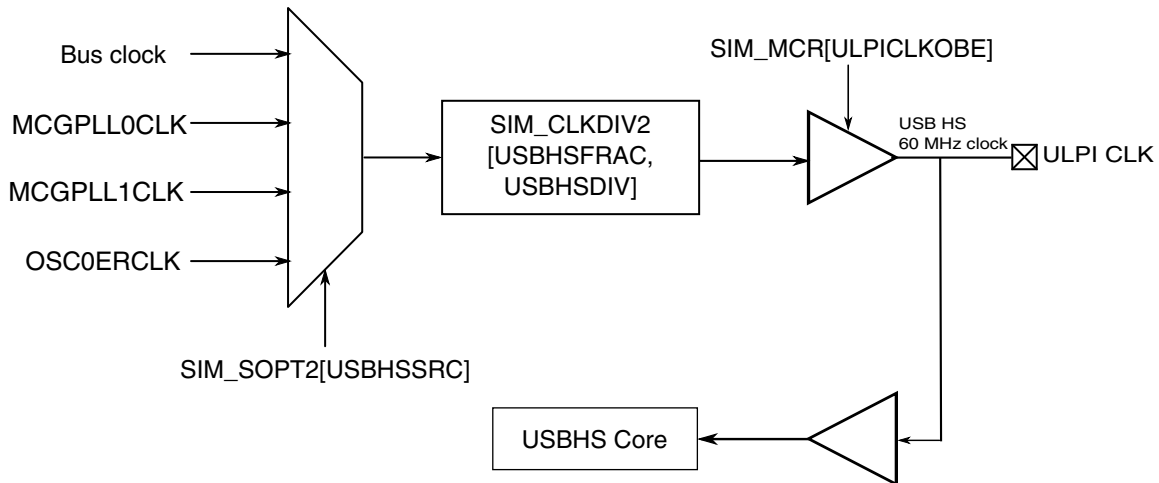 Bus clock
MCGPLL0CLK
MCGPLL1CLK
OSC0ERCLK
SIM_SOPT2[USBHSSRC]
SIM_CLKDIV2
[USBHSFRAC,
USBHSDIV]
SIM_MCR[ULPICLKOBE]
USB HS
60 MHz clock
ULPI CLK
USBHS Core